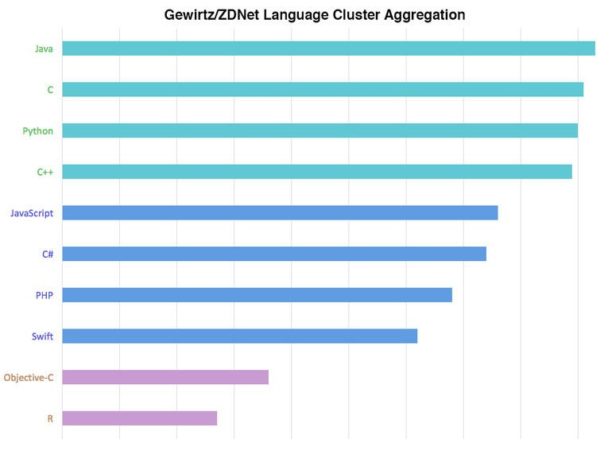 Gewirtz/ZDNet Language Cluster Aggregation
Java
C
Python
C++
JavaScript
C#
PHP
Swift
Objective-C
R